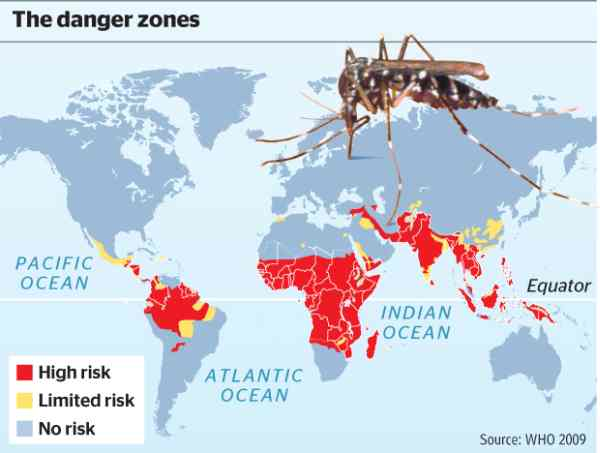 The danger zones
PACIFIC
OCEAN
Equator
INDIAN
OCEAN
ATLANTIC
OCEAN
High risk
Limited risk
No risk
Source: WHO 2009